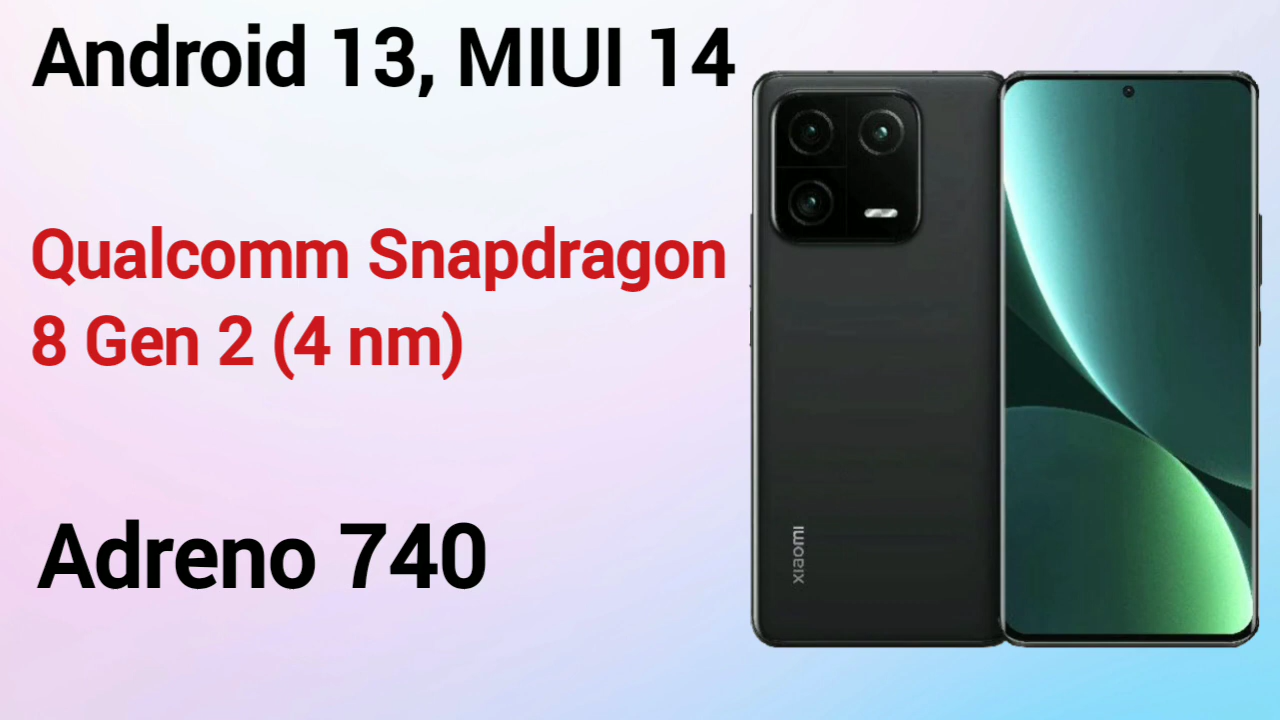 Android 13, MIUI 14
Qualcomm Snapdragon
8 Gen 2 (4 nm)
Adreno 740
xiaomi